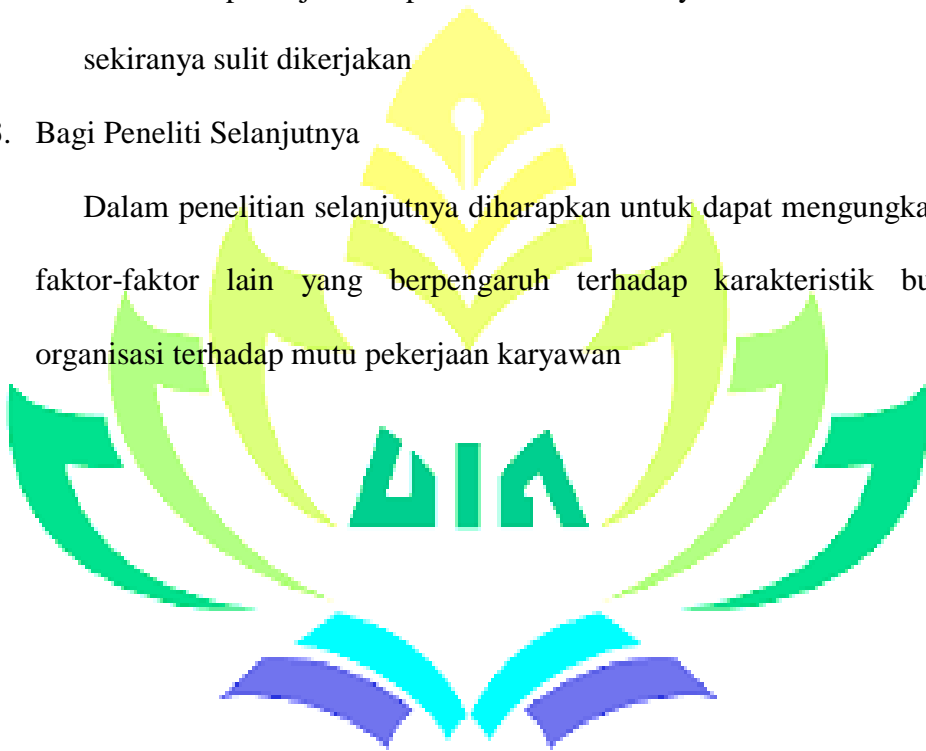 sekiranya sulit dikerjakan
3. Bagi Peneliti Selanjutnya
Dalam penelitian selanjutnya diharapkan untuk dapat mengungka
faktor-faktor lain yang berpengaruh terhadap karakteristik bu
organisasi terhadap mutu pekerjaan karyawan
UIN